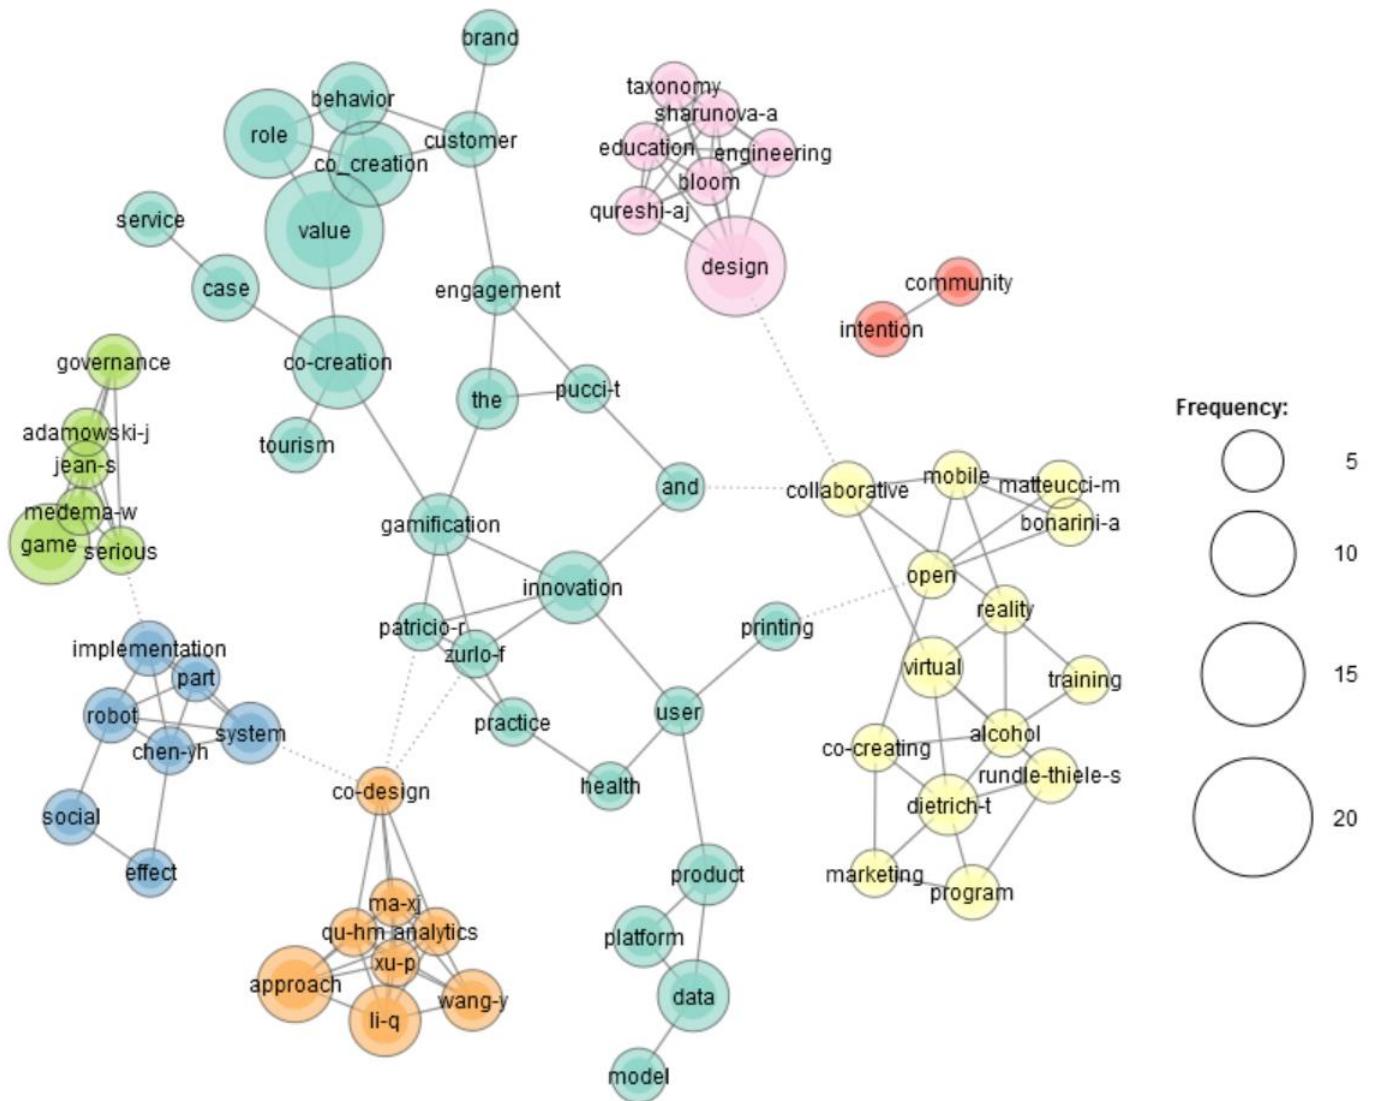 brand
taxonomy
behavior
sharunova-a
role
customer
education
engineering
co_creation
bloom
qureshi-aj
service
value
design
community
case
engagement
intention
governance
co-creation
pucci-t
the
Frequency:
5
adamowski-j
tourism
jean-s
mobile
matteucci-m
and
collaborative
medema-w
gamification
bonarini-a
game
serious
10
innovation
open
reality
patricio-r
printing
implementation
zurlo-f
virtual
part
training
15
robot
user
practice
system
chen-yh
alcohol
co-creating
rundle-thiele-s
health
co-design
dietrich-t
social
20
effect
product
marketing
program
ma-xj
qu-hm
analytics
platform
xu-p
approach
data
wang-y
li-q
model